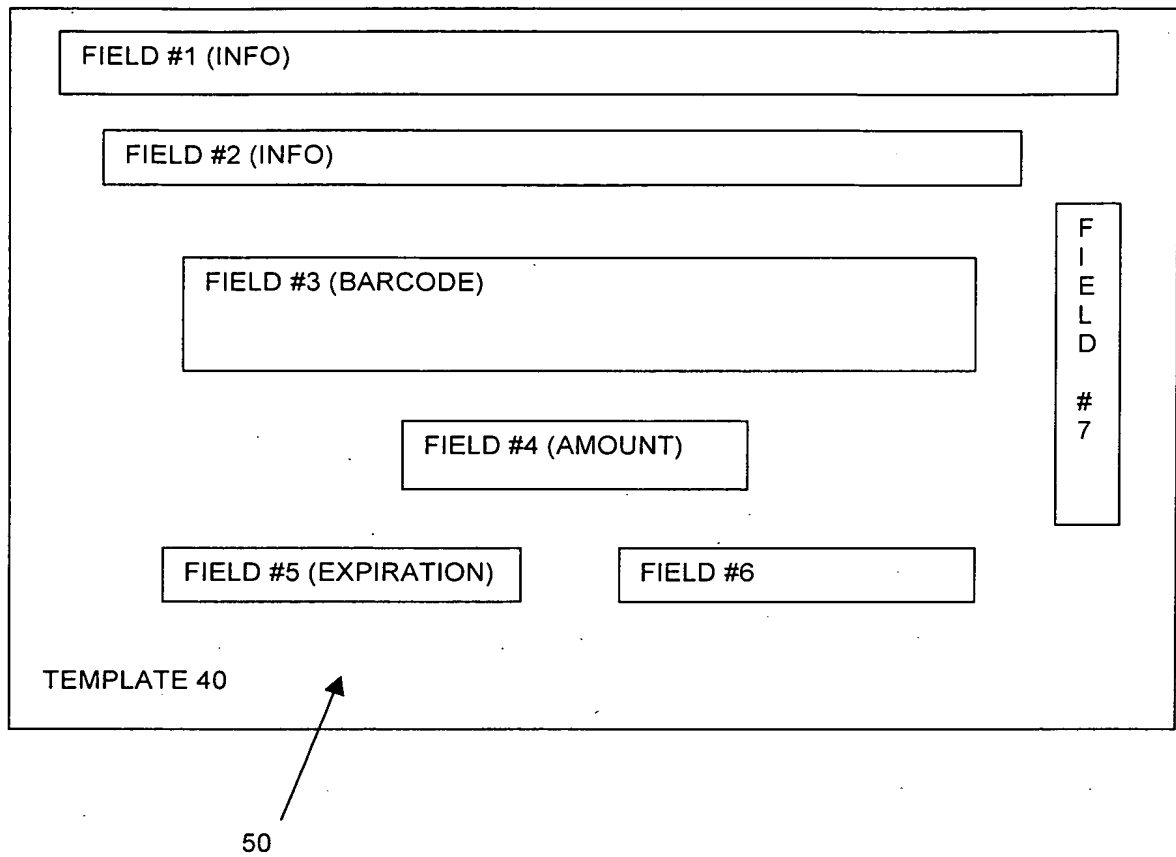 FIELD #1 (INFO)
FIELD #2 (INFO)
FIELD #3 (BARCODE)
FIELD #4 (AMOUNT)
FIELD #5 (EXPIRATION)
FIELD #6
FIELD #7
TEMPLATE 40
50